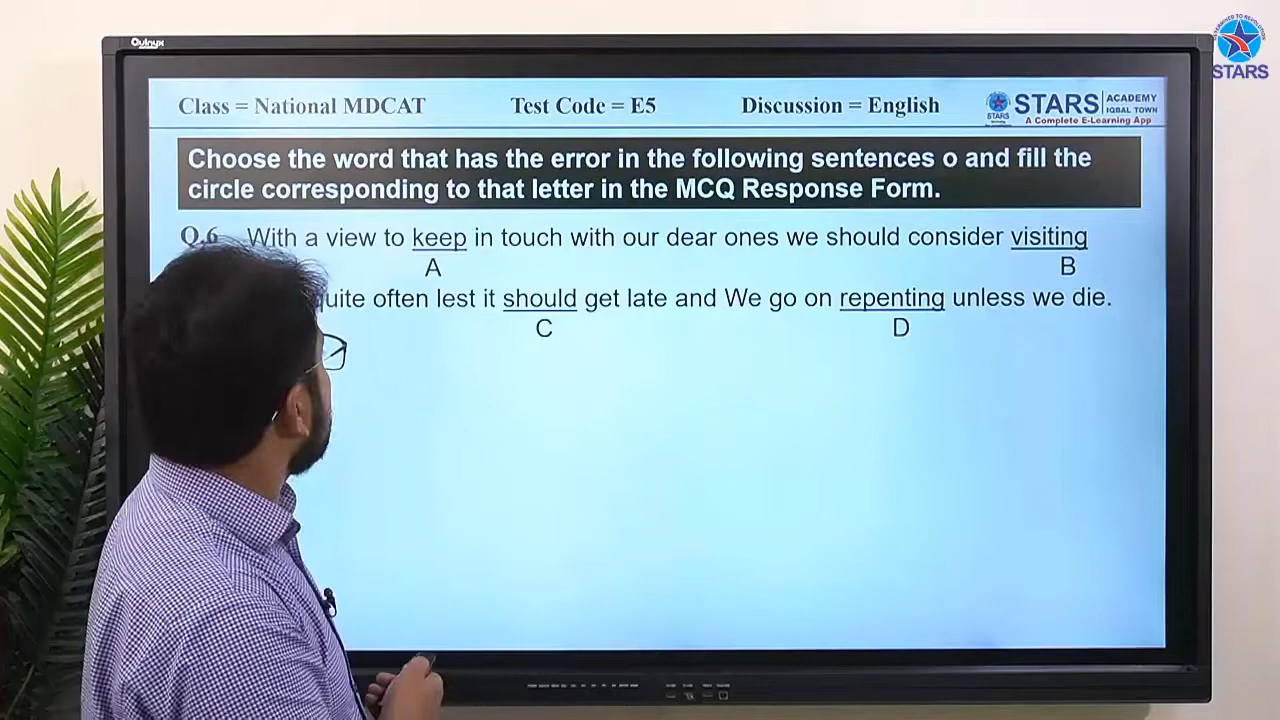 Quinyx
STARS
Class = National MDCAT Test Code = E5 Discussion = English
STARS ACADEMY
IQBAL TOWN
A Complete E-Learning App
STARS
Choose the word that has the error in the following sentences o and fill the
circle corresponding to that letter in the MCQ Response Form.
Q.6 With a view to keep in touch with our dear ones we should consider visiting
A B
quite often lest it should get late and We go on repenting unless we die.
C D